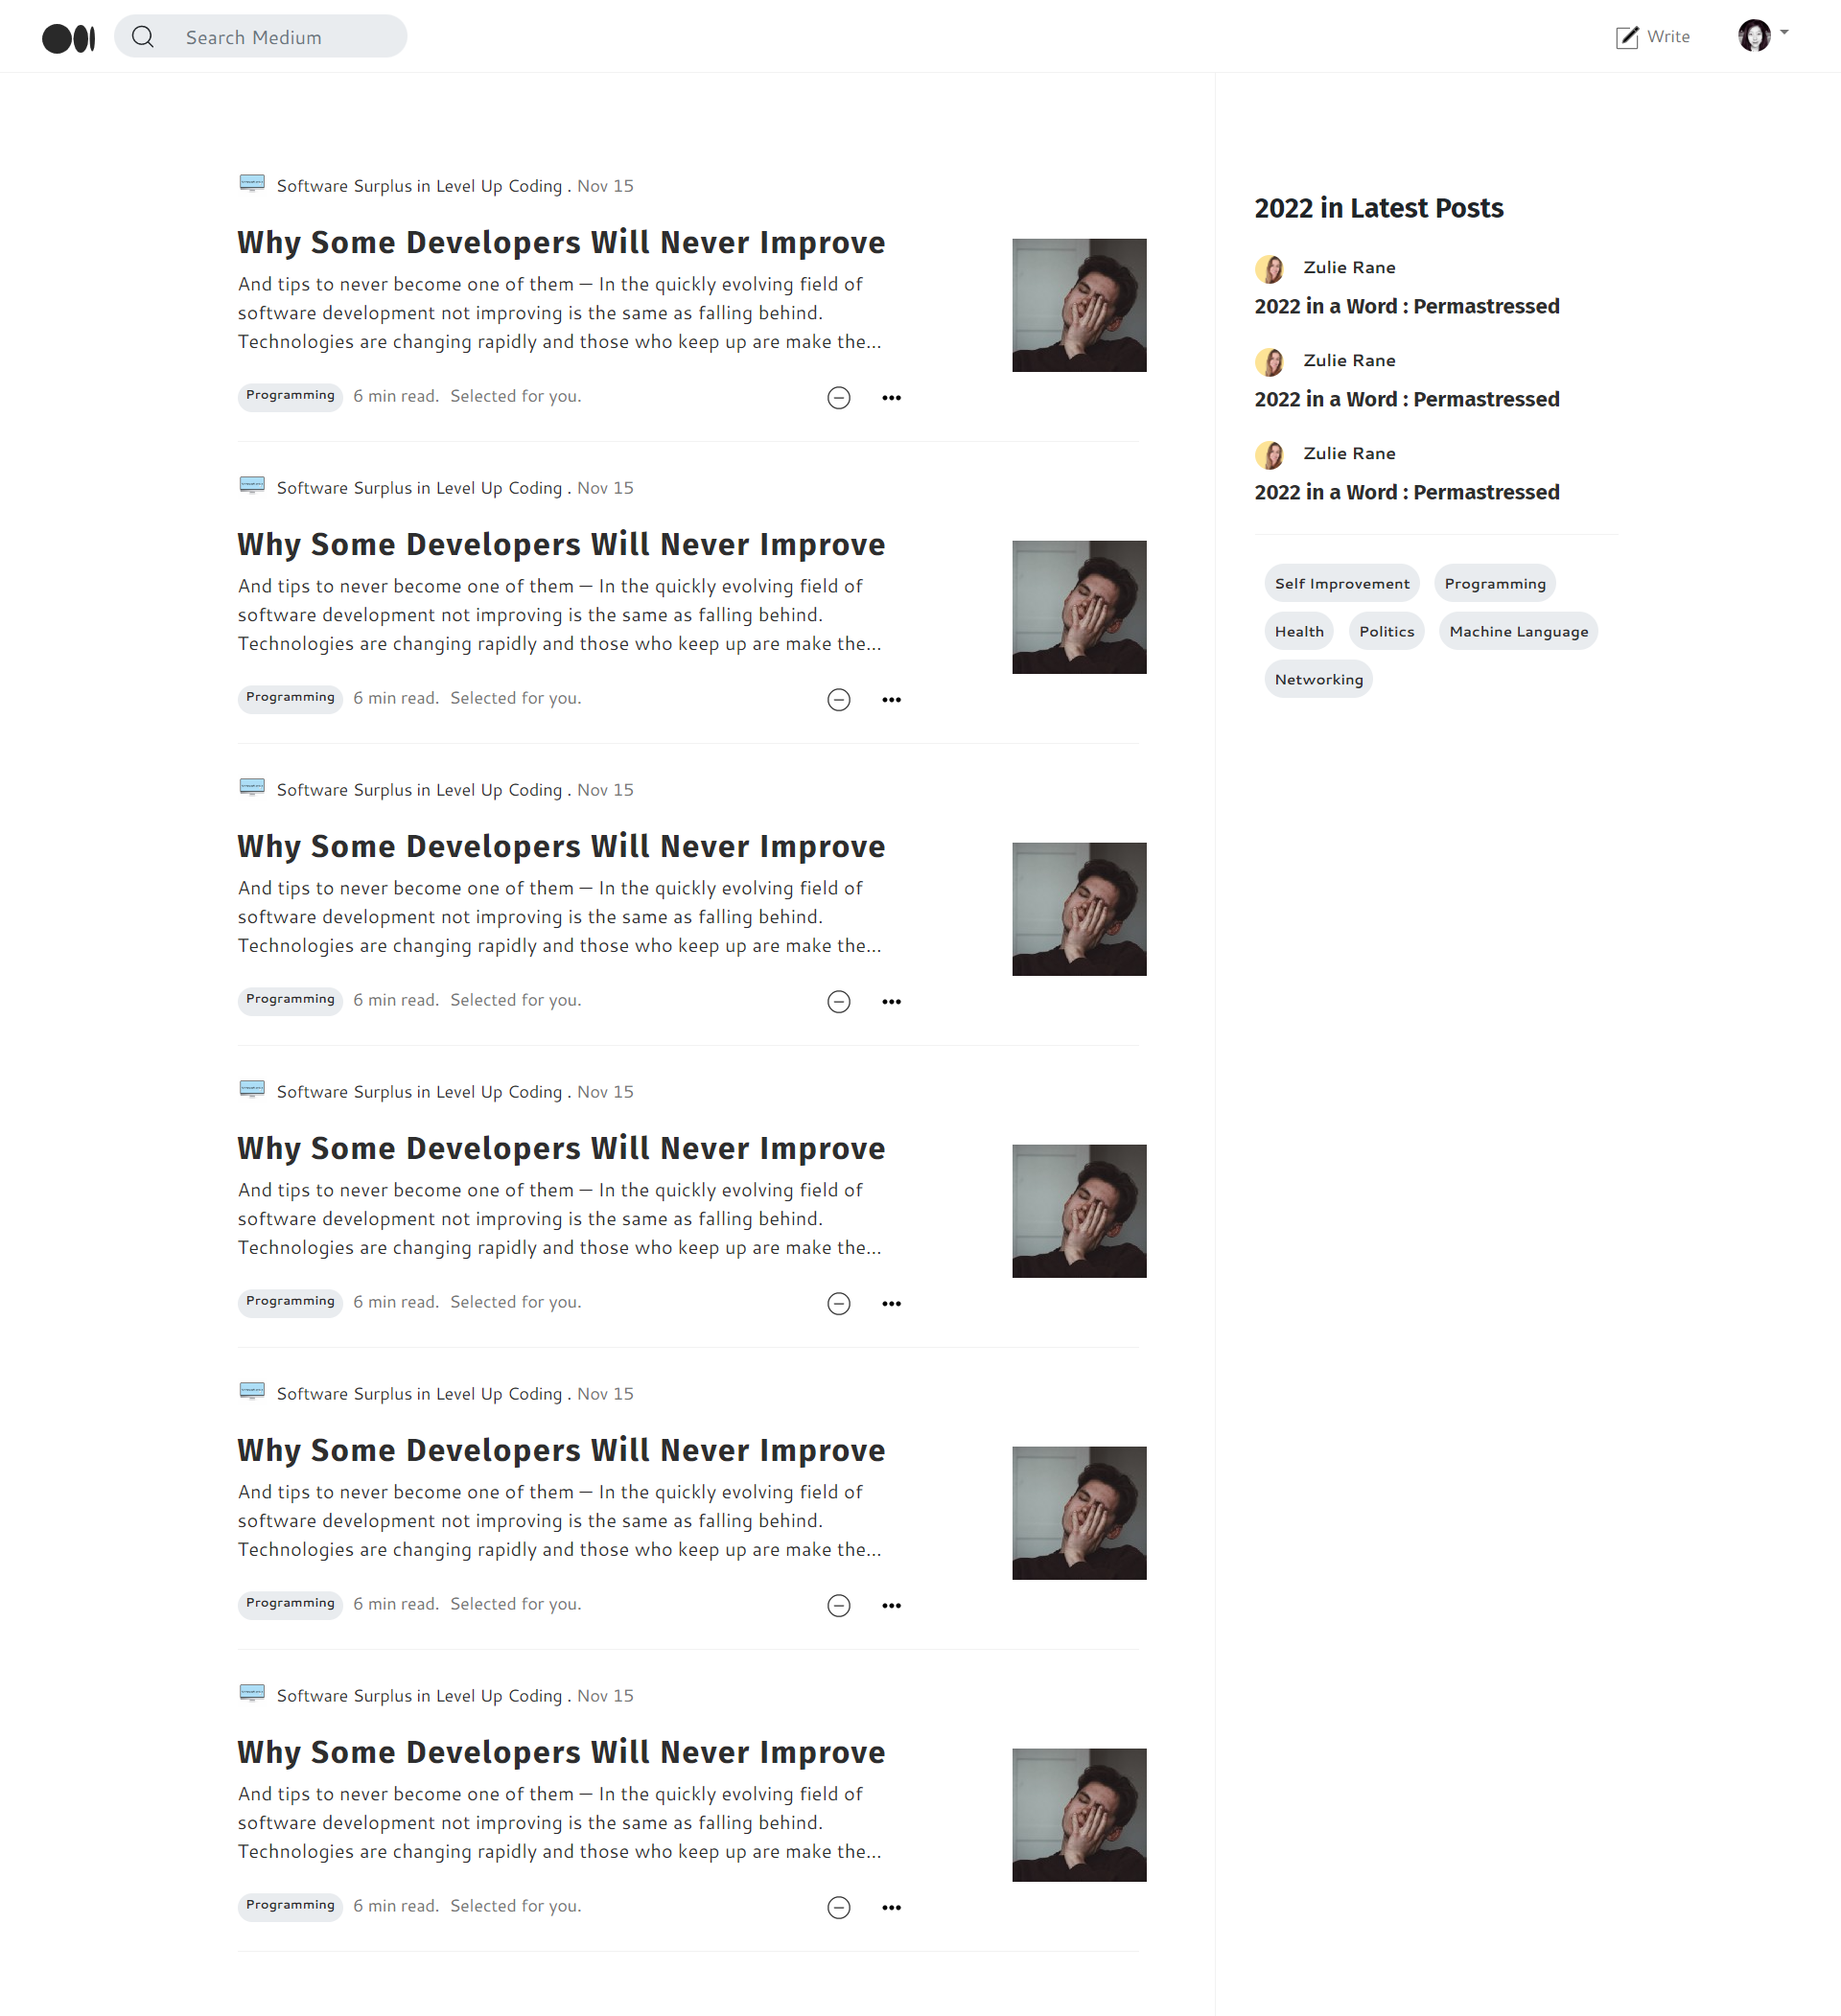 Search Medium
Write
Software Surplus in Level Up Coding . Nov 15
Why Some Developers Will Never Improve
And tips to never become one of them — In the quickly evolving field of
software development not improving is the same as falling behind.
Technologies are changing rapidly and those who keep up are make the...
Programming 6 min read. Selected for you.
Software Surplus in Level Up Coding . Nov 15
Why Some Developers Will Never Improve
And tips to never become one of them — In the quickly evolving field of
software development not improving is the same as falling behind.
Technologies are changing rapidly and those who keep up are make the...
Programming 6 min read. Selected for you.
Software Surplus in Level Up Coding . Nov 15
Why Some Developers Will Never Improve
And tips to never become one of them — In the quickly evolving field of
software development not improving is the same as falling behind.
Technologies are changing rapidly and those who keep up are make the...
Programming 6 min read. Selected for you.
Software Surplus in Level Up Coding . Nov 15
Why Some Developers Will Never Improve
And tips to never become one of them — In the quickly evolving field of
software development not improving is the same as falling behind.
Technologies are changing rapidly and those who keep up are make the...
Programming 6 min read. Selected for you.
Software Surplus in Level Up Coding . Nov 15
Why Some Developers Will Never Improve
And tips to never become one of them — In the quickly evolving field of
software development not improving is the same as falling behind.
Technologies are changing rapidly and those who keep up are make the...
Programming 6 min read. Selected for you.
Software Surplus in Level Up Coding . Nov 15
Why Some Developers Will Never Improve
And tips to never become one of them — In the quickly evolving field of
software development not improving is the same as falling behind.
Technologies are changing rapidly and those who keep up are make the...
Programming 6 min read. Selected for you.
2022 in Latest Posts
Zulie Rane
2022 in a Word : Permastressed
Zulie Rane
2022 in a Word : Permastressed
Zulie Rane
2022 in a Word : Permastressed
Self Improvement Programming
Health Politics Machine Language
Networking